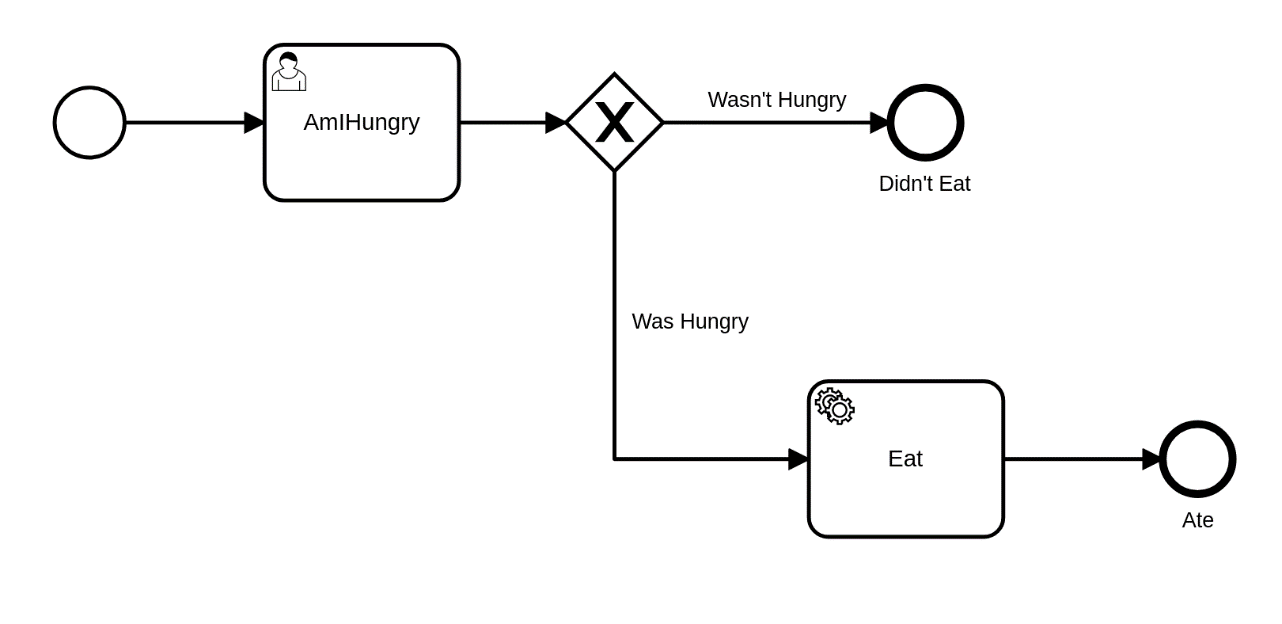 AmIHungry
Wasn't Hungry
Didn't Eat
Was Hungry
Eat
Ate